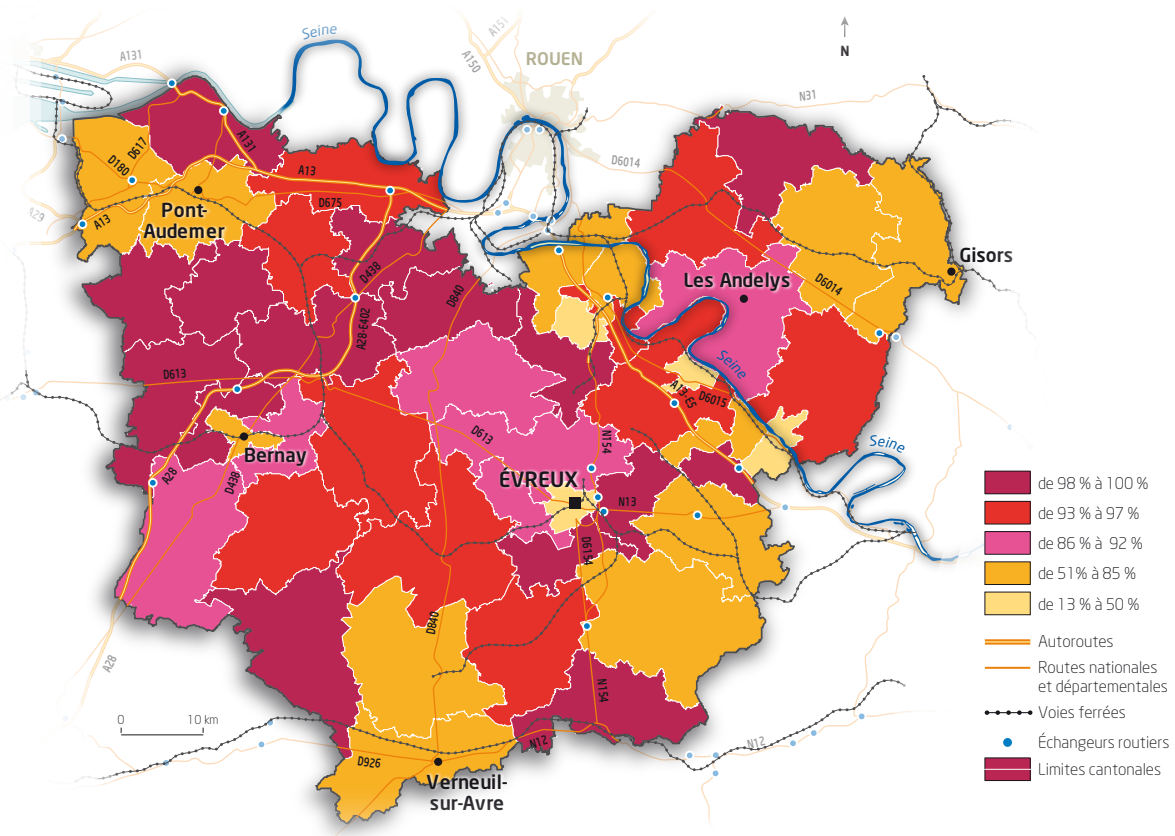 Seine
A151
A150
ROUEN
N
A131
N31
A131
D617
D180
A13
D6014
D675
A29
A13
Pont-
Audemer
Gisors
Les Andelys
D438
D840
D6014
A28-E402
Seine
D613
A13-E5
D6015
D613
N154
Seine
Bernay
A28
D438
ÉVREUX
N13
D6154
D840
A28
N154
0 10 km
N12
N12
D926
Verneuil-
sur-Avre
de 98 % à 100 %
de 93 % à 97 %
de 86 % à 92 %
de 51% à 85 %
de 13 % à 50 %
Autoroutes
Routes nationales
et départementales
Voies ferrées
Échangeurs routiers
Limites cantonales